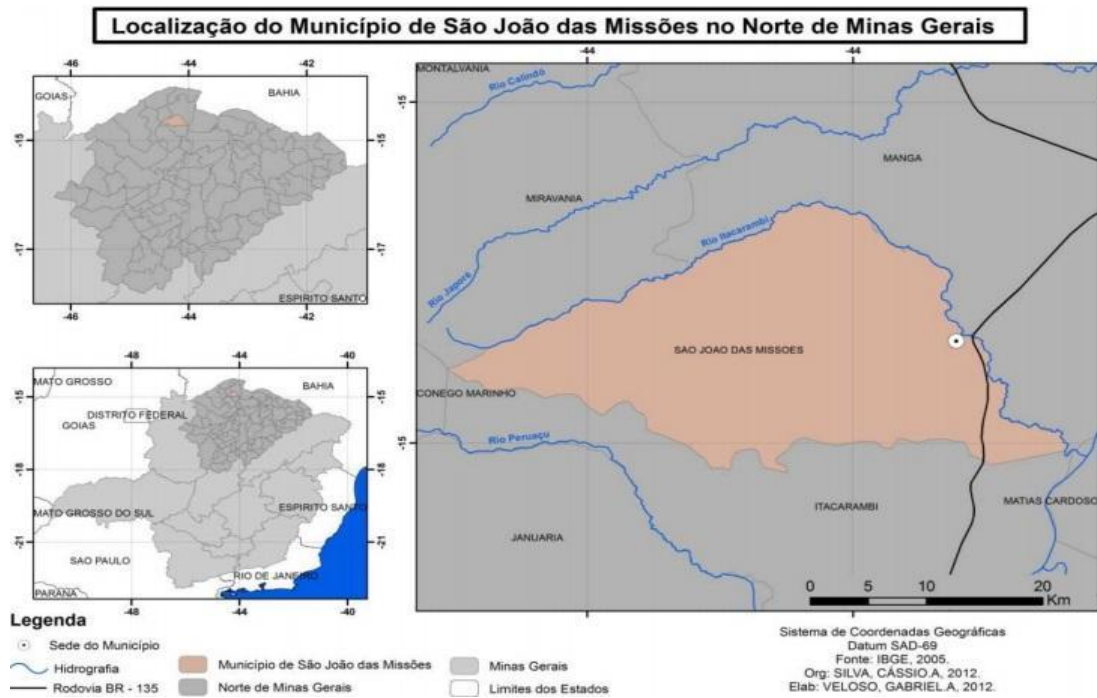 Localização do Município de São João das Missões no Norte de Minas Gerais
-46 -44 -42
GOIAS
BAHIA
-15 -15
-17 -17
ESPIRITO SANTO
-46 -44 -42
-48 -44 -40
MATO GROSSO
BAHIA
-15 -15
DISTRITO FEDERAL
GOIAS
-18 -18
MATO GROSSO DO SUL
ESPIRITO SANTO
-21 -21
SAO PAULO
RIO DE JANEIRO
PARANA
-48 -44 -40
-44 -44
MONTALVANIA
Rio Calindó
-15 -15
MANGA
MIRAVANIA
Rio Itacarambi
Rio Japoré
SAO JOAO DAS MISSOES
CONEGO MARINHO
Rio Peruaçu
-15 -15
ITACARAMBI
MATIAS CARDOSO
JANUARIA
0 5 10 20
Km
-44 -44
Legenda
Sede do Município
Hidrografia
Rodovia BR - 135
Município de São João das Missões
Norte de Minas Gerais
Minas Gerais
Limites dos Estados
Sistema de Coordenadas Geográficas
Datum SAD-69
Fonte: IBGE, 2005.
Org: SILVA, CÁSSIO.A, 2012.
Elab: VELOSO, GABRIEL.A, 2012.